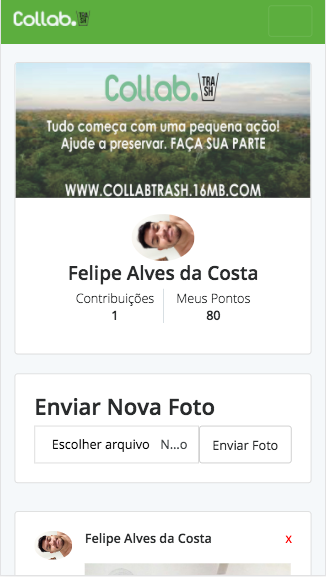 Collab.TRASH
Collab.TRASH
Tudo começa com uma pequena ação!
Ajude a preservar. FAÇA SUA PARTE
WWW.COLLABTRASH.16MB.COM
Felipe Alves da Costa
Contribuições Meus Pontos
1 80
Enviar Nova Foto
Escolher arquivo N...o Enviar Foto
Felipe Alves da Costa x